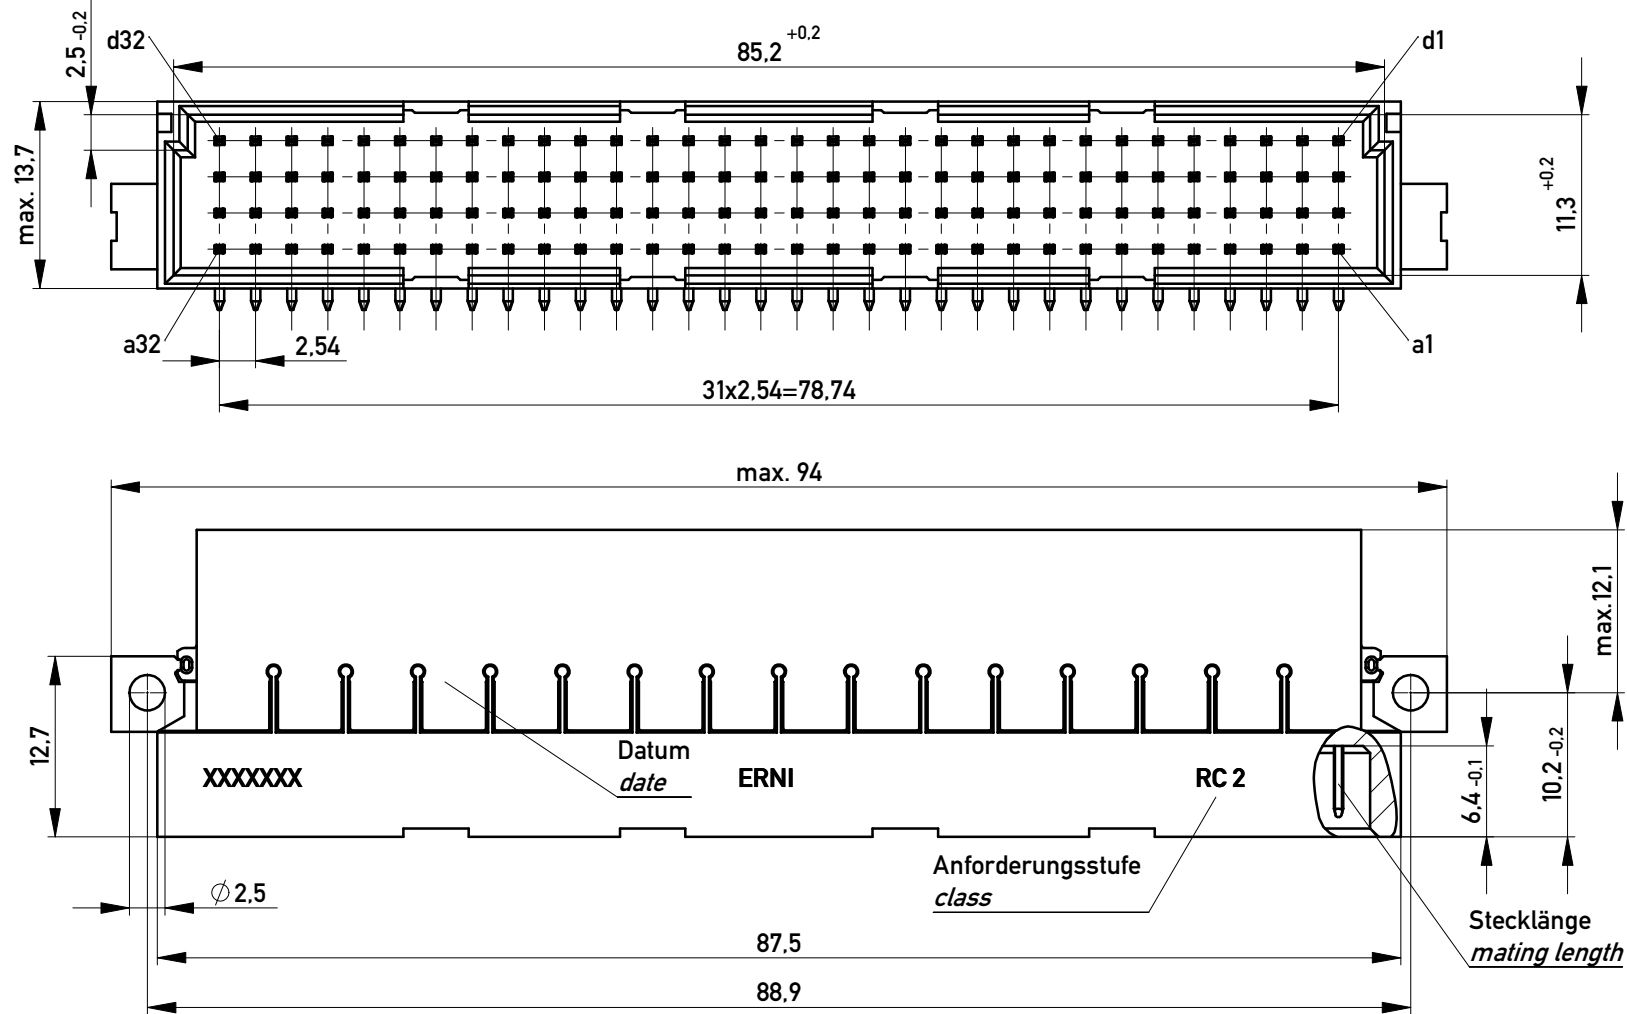 d32
2,5 -0,2
85,2 +0,2
d1
max. 13,7
11,3 +0,2
a32
2,54
a1
31x2,54=78,74
max. 94
max.12,1
12,7
Datum
date
XXXXXXX
ERNI
RC 2
6,4 -0,1
10,2 -0,2
Ø 2,5
Anforderungsstufe
class
Stecklänge
mating length
87,5
88,9